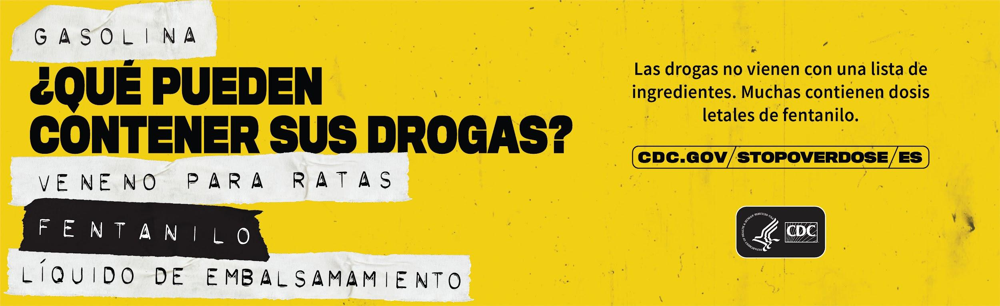 GASOLINA
¿QUÉ PUEDEN
CONTENER SUS DROGAS?
VENENO PARA RATAS
FENTANILO
LÍQUIDO DE EMBALSAMAMIENTO
Las drogas no vienen con una lista de
ingredientes. Muchas contienen dosis
letales de fentanilo.
CDC.GOV/STOPOVERDOSE/ES
DEPARTMENT OF HEALTH & HUMAN SERVICES·USA
CDC